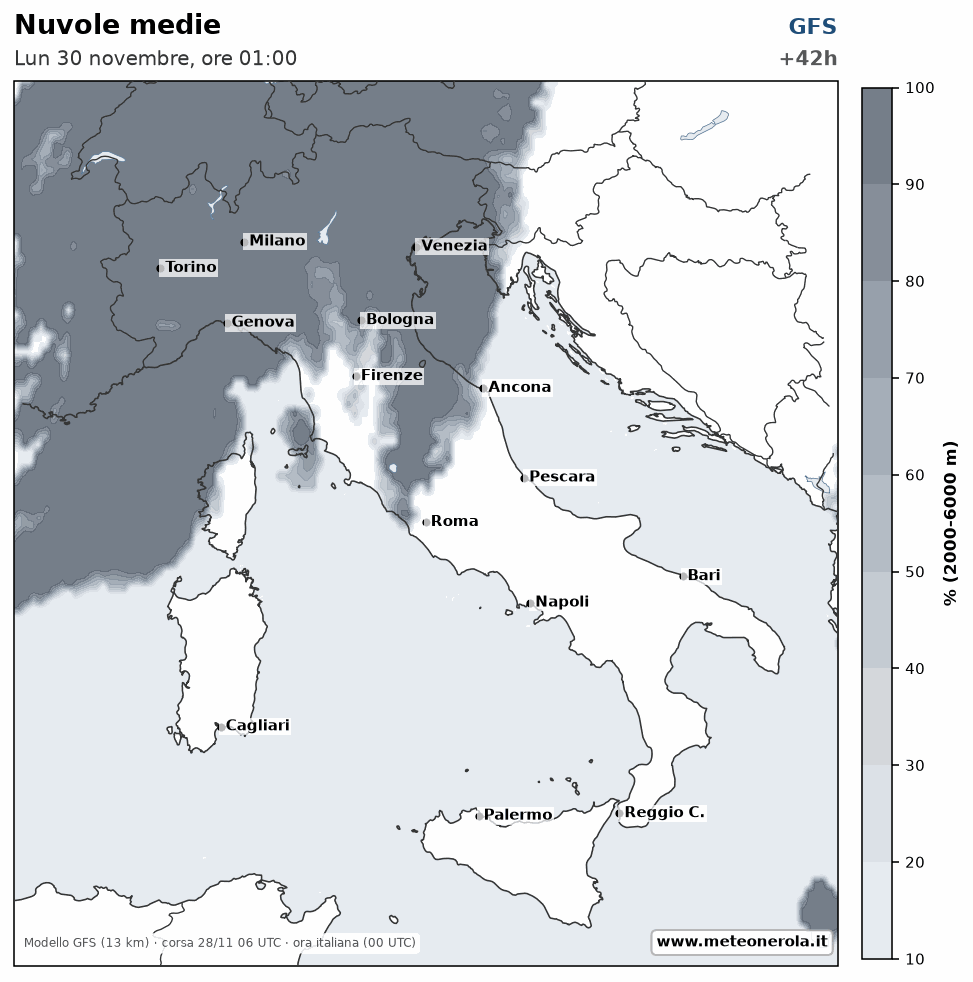 Nuvole medie
GFS
Lun 30 novembre, ore 01:00
+42h
100
90
80
70
60
50
40
30
20
10
% (2000-6000 m)
Milano
Venezia
Torino
Genova
Bologna
Firenze
Ancona
Pescara
Roma
Bari
Napoli
Cagliari
Palermo
Reggio C.
Modello GFS (13 km) · corsa 28/11 06 UTC · ora italiana (00 UTC)
www.meteonerola.it